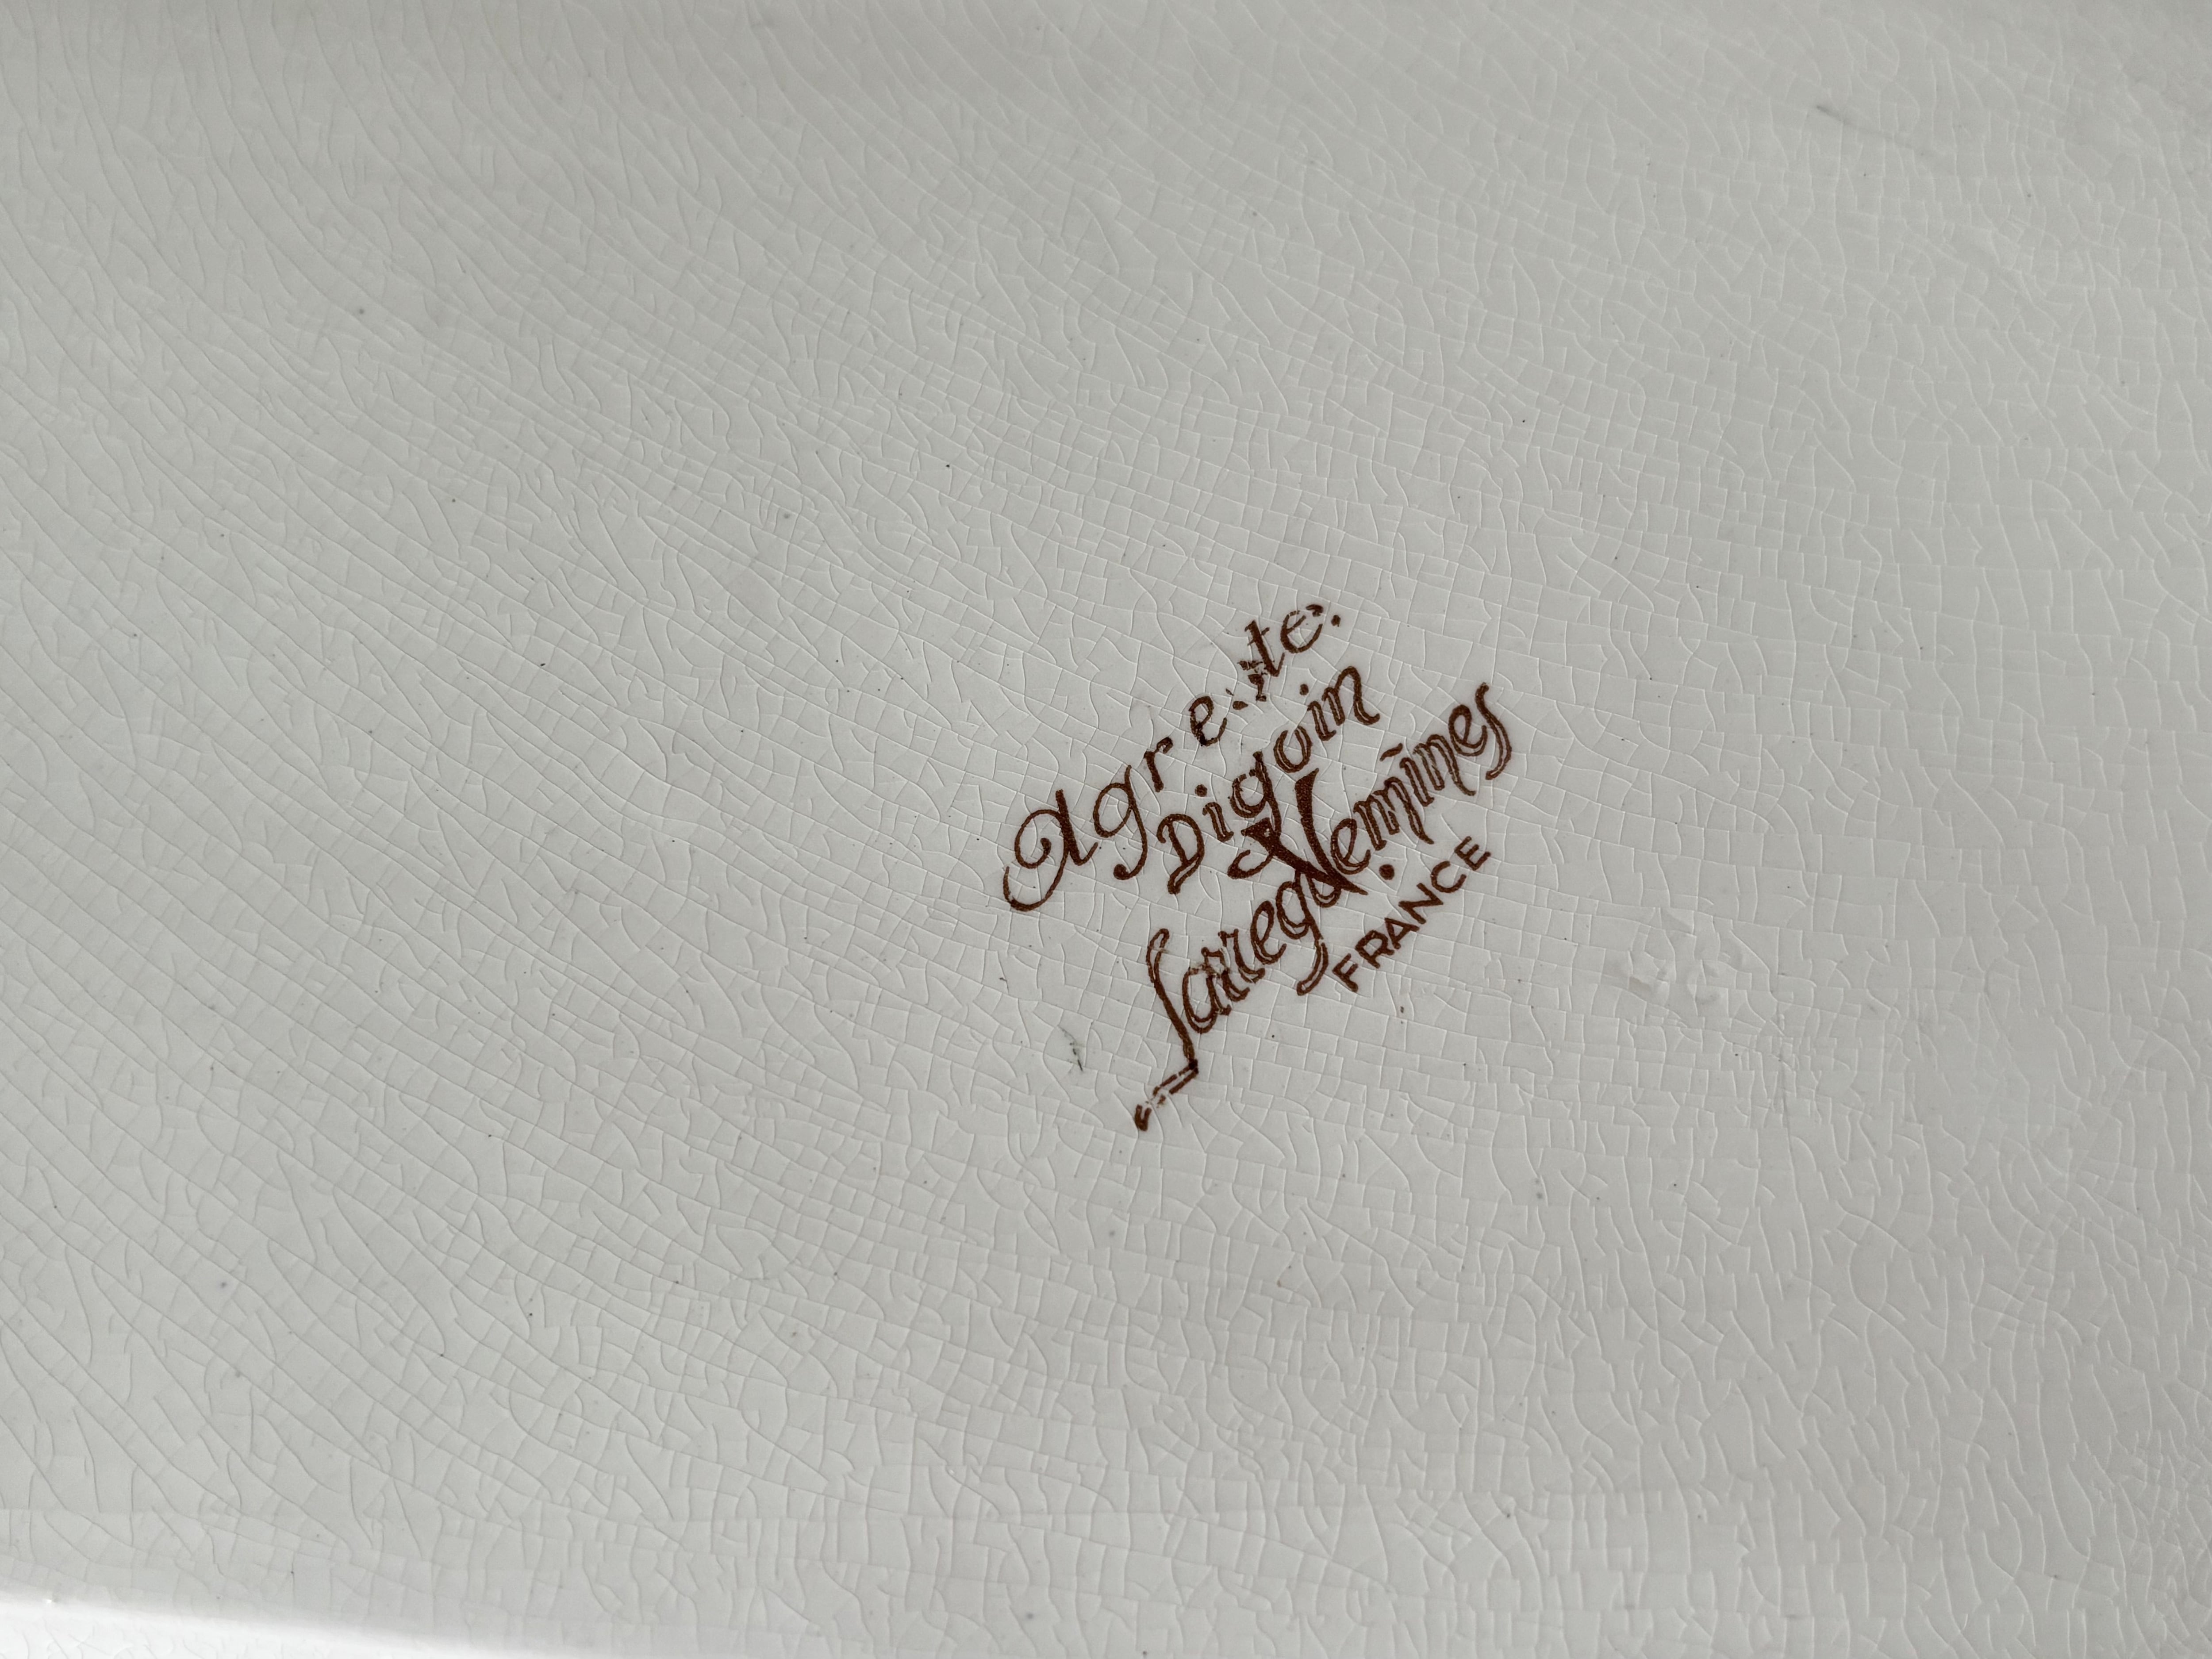 Agreste.
Digoin
&
Sarreguemines
FRANCE